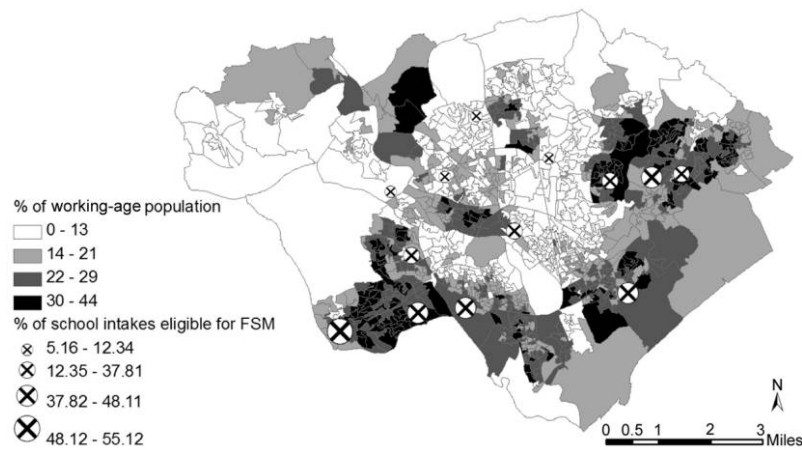 % of working-age population
0 - 13
14 - 21
22 - 29
30 - 44
% of school intakes eligible for FSM
5.16 - 12.34
12.35 - 37.81
37.82 - 48.11
48.12 - 55.12
N
0 0.5 1 2 3
Miles